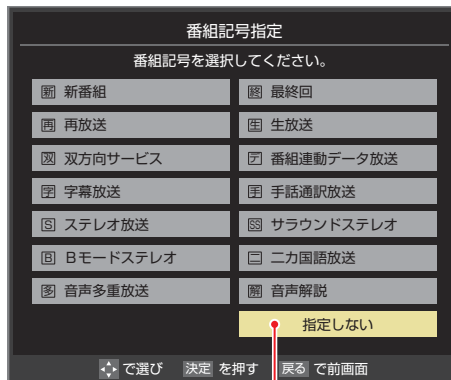 番組記号指定
番組記号を選択してください。
新 新番組
終 最終回
再 再放送
生 生放送
双 双方向サービス
デ 番組連動データ放送
字 字幕放送
手 手話通訳放送
S ステレオ放送
SS サラウンドステレオ
B Bモードステレオ
二 二カ国語放送
多 音声多重放送
解 音声解説
指定しない
で選び 決定 を押す 戻る で前画面